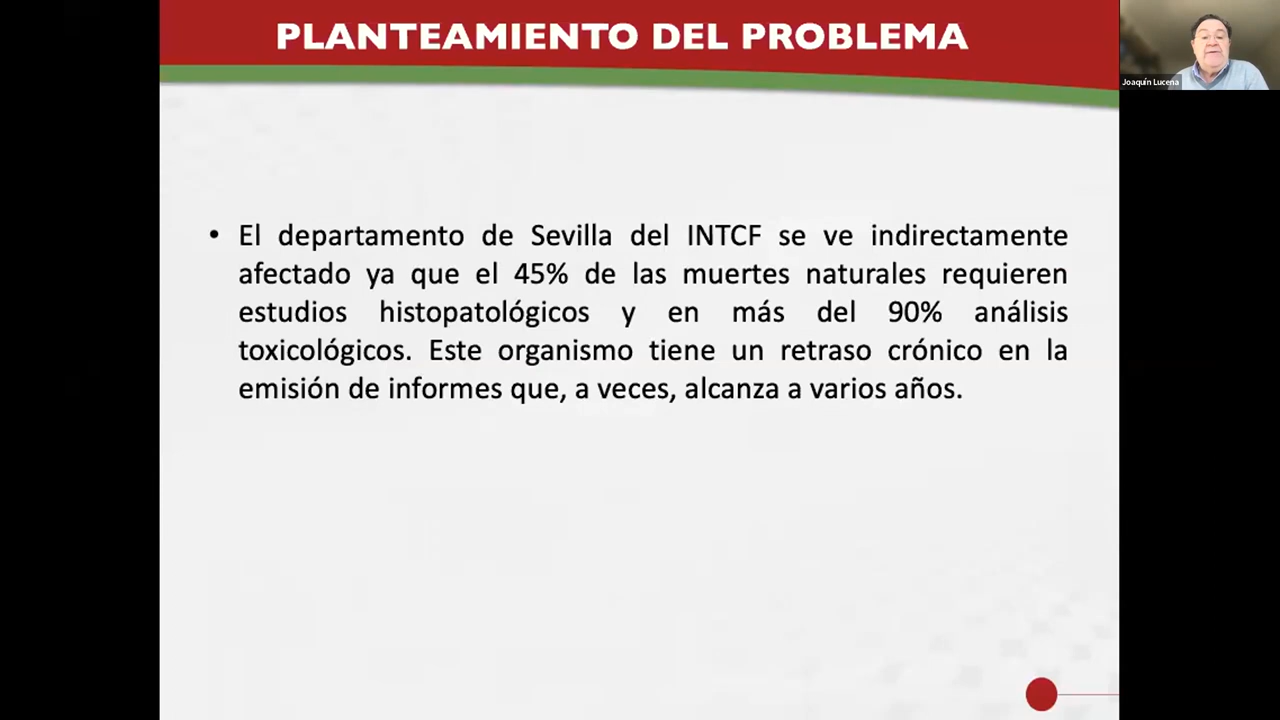 PLANTEAMIENTO DEL PROBLEMA
Joaquín Lucena
• El departamento de Sevilla del INTCF se ve indirectamente
afectado ya que el 45% de las muertes naturales requieren
estudios histopatológicos y en más del 90% análisis
toxicológicos. Este organismo tiene un retraso crónico en la
emisión de informes que, a veces, alcanza a varios años.